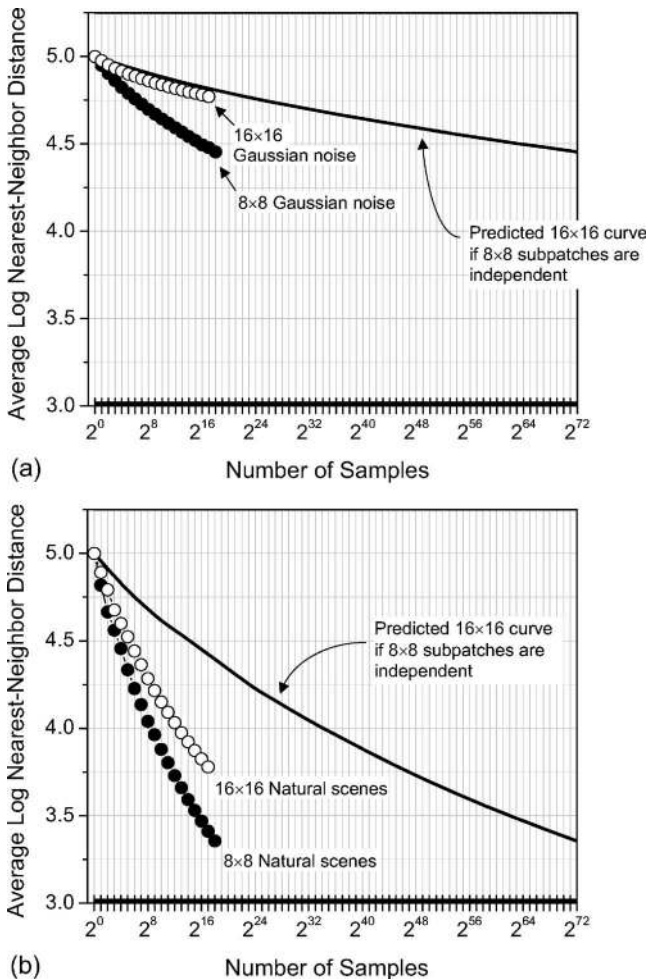 Average Log Nearest-Neighbor Distance
5.0
4.5
4.0
3.5
3.0
16×16
Gaussian noise
8×8 Gaussian noise
Predicted 16×16 curve
if 8×8 subpatches are
independent
2^0 2^8 2^16 2^24 2^32 2^40 2^48 2^56 2^64 2^72
(a) Number of Samples
Average Log Nearest-Neighbor Distance
5.0
4.5
4.0
3.5
3.0
Predicted 16×16 curve
if 8×8 subpatches are
independent
16×16 Natural scenes
8×8 Natural scenes
2^0 2^8 2^16 2^24 2^32 2^40 2^48 2^56 2^64 2^72
(b) Number of Samples